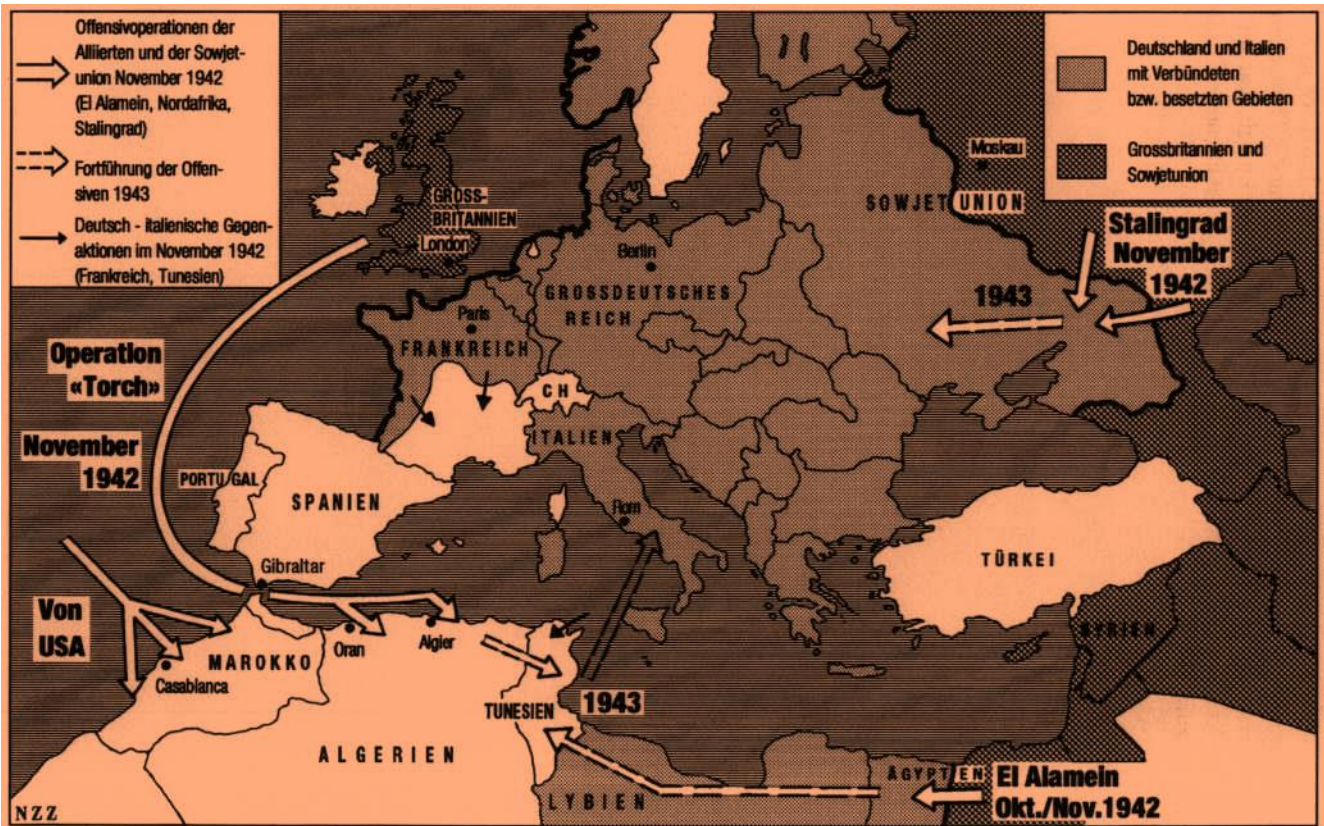 Offensivoperationen der
Alliierten und der Sowjet-
union November 1942
(El Alamein, Nordafrika,
Stalingrad)
Fortführung der Offen-
siven 1943
Deutsch - italienische Gegen-
aktionen im November 1942
(Frankreich, Tunesien)
Deutschland und Italien
mit Verbündeten
bzw. besetzten Gebieten
Grossbritannien und
Sowjetunion
Moskau
SOWJETUNION
GROSS-
BRITANNIEN
London
Berlin
GROSSDEUTSCHES
REICH
Stalingrad
November
1942
1943
Paris
FRANKREICH
Operation
«Torch»
November
1942
CH
ITALIEN
PORTUGAL
SPANIEN
Rom
TÜRKEI
Gibraltar
Von
USA
Oran
Algier
MAROKKO
Casablanca
SYRIEN
1943
TUNESIEN
ALGERIEN
ÄGYPTEN
El Alamein
Okt./Nov.1942
LYBIEN
NZZ